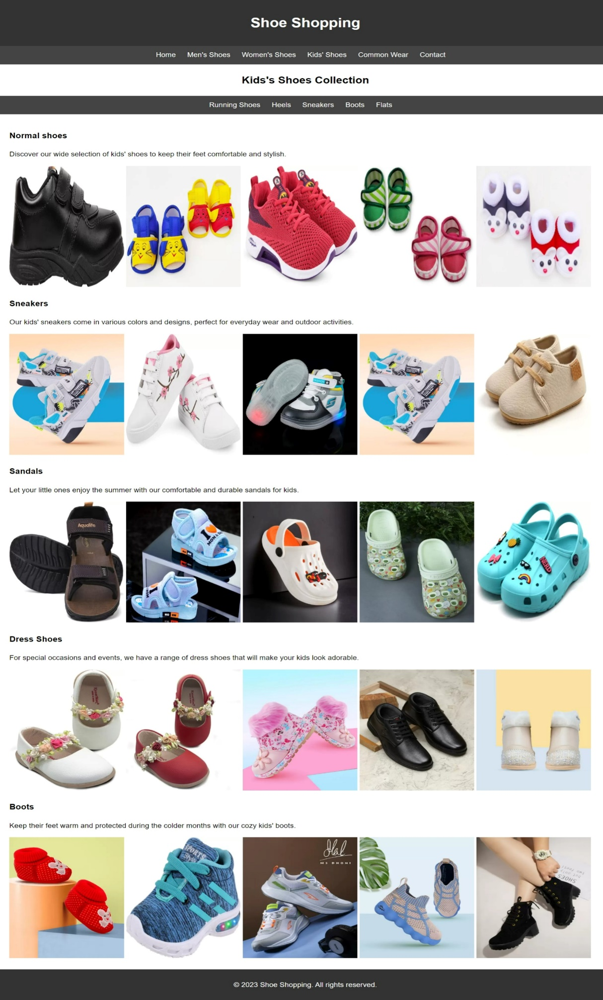 Shoe Shopping
Home Men's Shoes Women's Shoes Kids' Shoes Common Wear Contact
Kids's Shoes Collection
Running Shoes Heels Sneakers Boots Flats
Normal shoes
Discover our wide selection of kids' shoes to keep their feet comfortable and stylish.
Sneakers
Our kids' sneakers come in various colors and designs, perfect for everyday wear and outdoor activities.
FASHION
Sandals
Let your little ones enjoy the summer with our comfortable and durable sandals for kids.
Aqualite
I
MOM &
NERD
Dress Shoes
For special occasions and events, we have a range of dress shoes that will make your kids look adorable.
Boots
Keep their feet warm and protected during the colder months with our cozy kids' boots.
SPORTS
Style
MS DHONI
SHOES
© 2023 Shoe Shopping. All rights reserved.